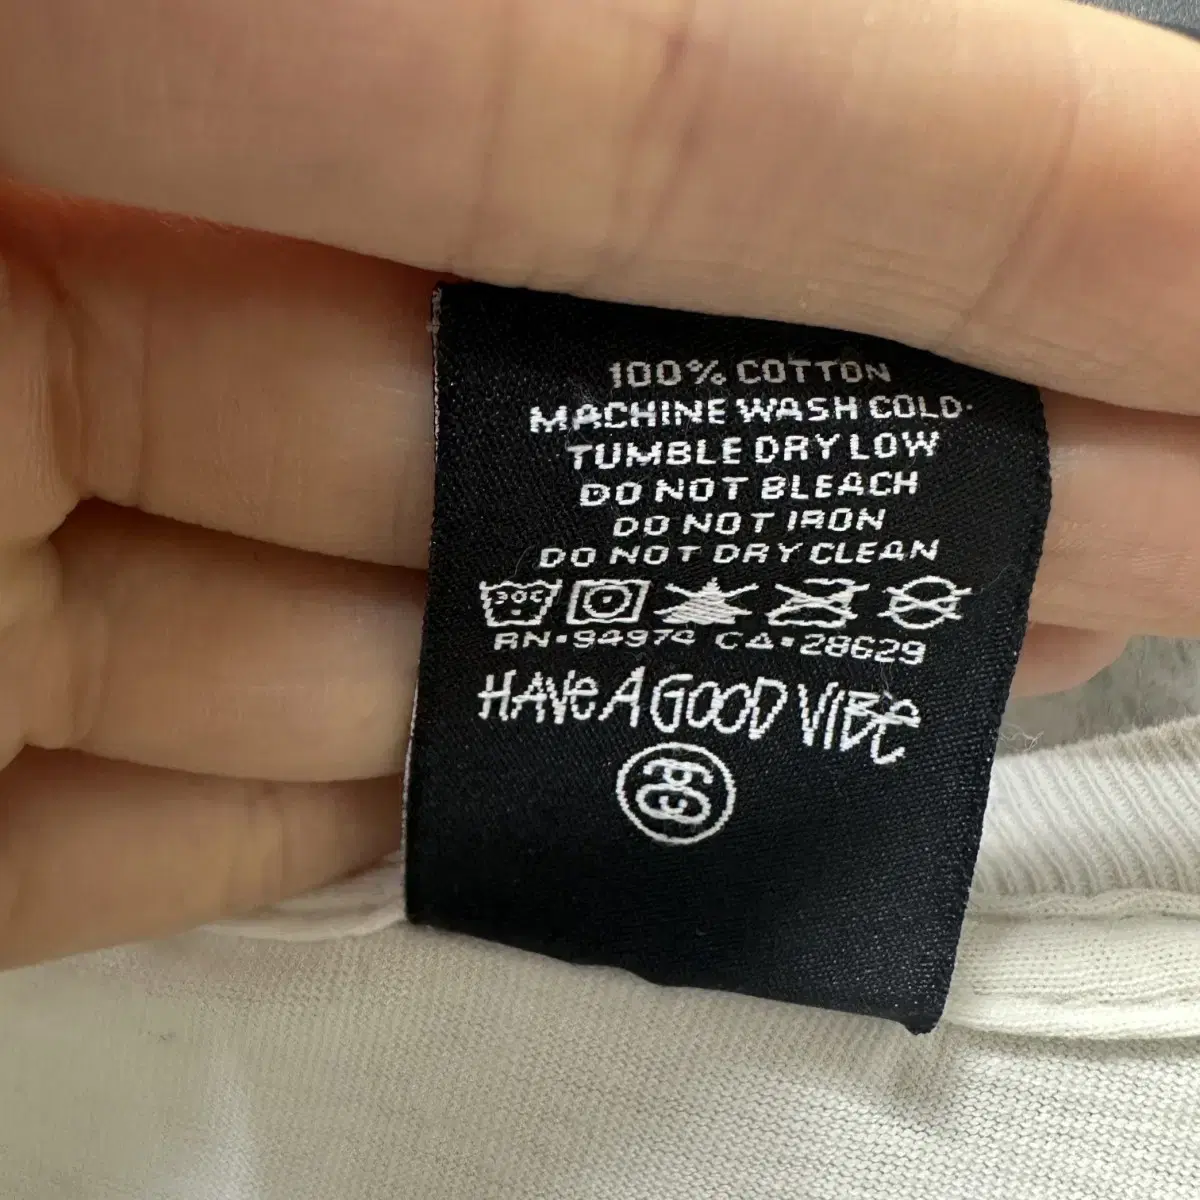 100% COTTON
MACHINE WASH COLD
TUMBLE DRY LOW
DO NOT BLEACH
DO NOT IRON
DO NOT DRY CLEAN
30C
RN·94974 CA·28629
HAVE A GOOD VIBE